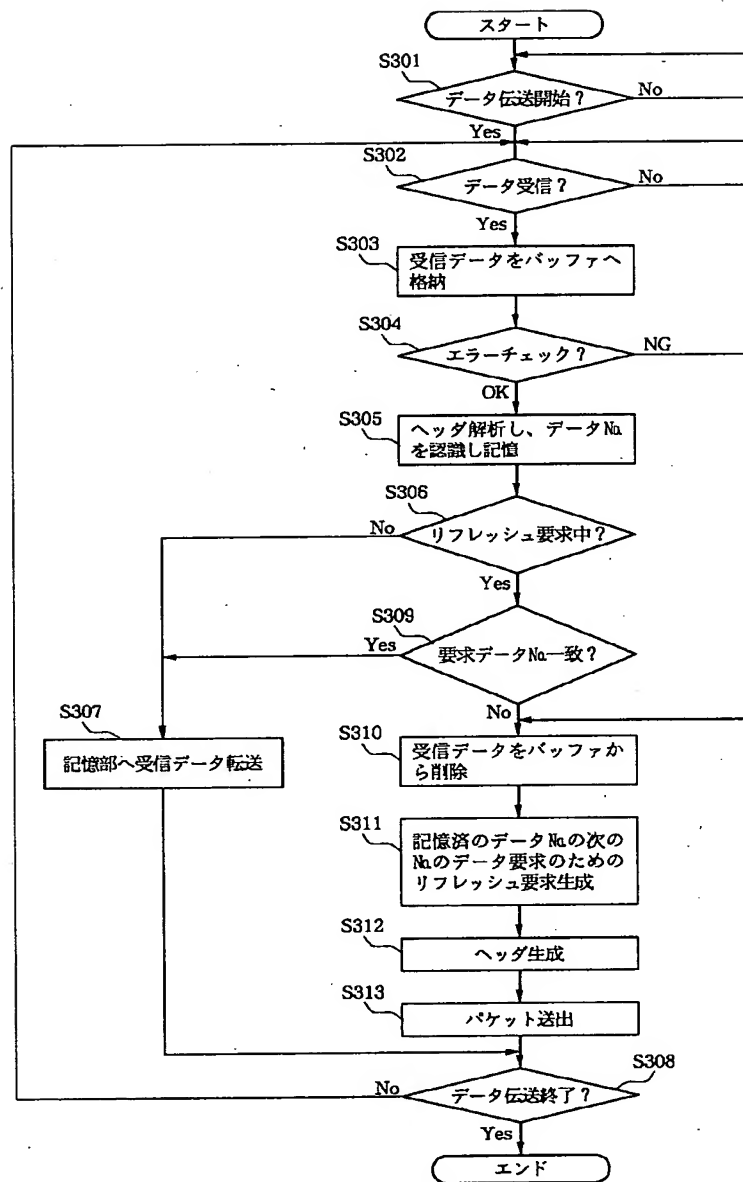 スタート
S301
データ伝送開始？
No
Yes
S302
データ受信？
No
Yes
S303
受信データをバッファへ
格納
S304
エラーチェック？
NG
OK
S305
ヘッダ解析し、データ№
を認識し記憶
S306
リフレッシュ要求中？
No
Yes
S309
要求データ№一致？
Yes
No
S307
記憶部へ受信データ転送
S310
受信データをバッファか
ら削除
S311
記憶済のデータ№の次の
№のデータ要求のための
リフレッシュ要求生成
S312
ヘッダ生成
S313
パケット送出
S308
データ伝送終了？
No
Yes
エンド